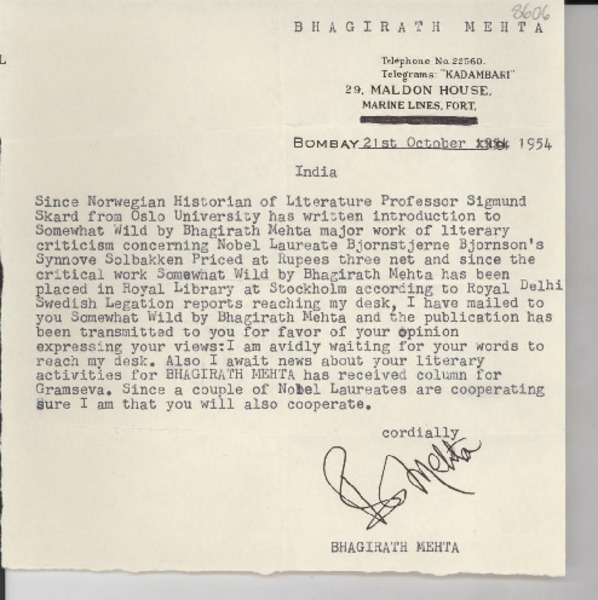 8606
BHAGIRATH MEHTA
Telephone No. 22560.
Telegrams: "KADAMBARI"
29, MALDON HOUSE,
MARINE LINES, FORT,
BOMBAY 21st October 1954
India
Since Norwegian Historian of Literature Professor Sigmund
Skard from Oslo University has written introduction to
Somewhat Wild by Bhagirath Mehta major work of literary
criticism concerning Nobel Laureate Bjornstjerne Bjornson's
Synnove Solbakken Priced at Rupees three net and since the
critical work Somewhat Wild by Bhagirath Mehta has been
placed in Royal Library at Stockholm according to Royal Delhi
Swedish Legation reports reaching my desk, I have mailed to
you Somewhat Wild by Bhagirath Mehta and the publication has
been transmitted to you for favor of your opinion
expressing your views:I am avidly waiting for your words to
reach my desk. Also I await news about your literary
activities for BHAGIRATH MEHTA has received column for
Gramseva. Since a couple of Nobel Laureates are cooperating
sure I am that you will also cooperate.
cordially
Mehta
BHAGIRATH MEHTA